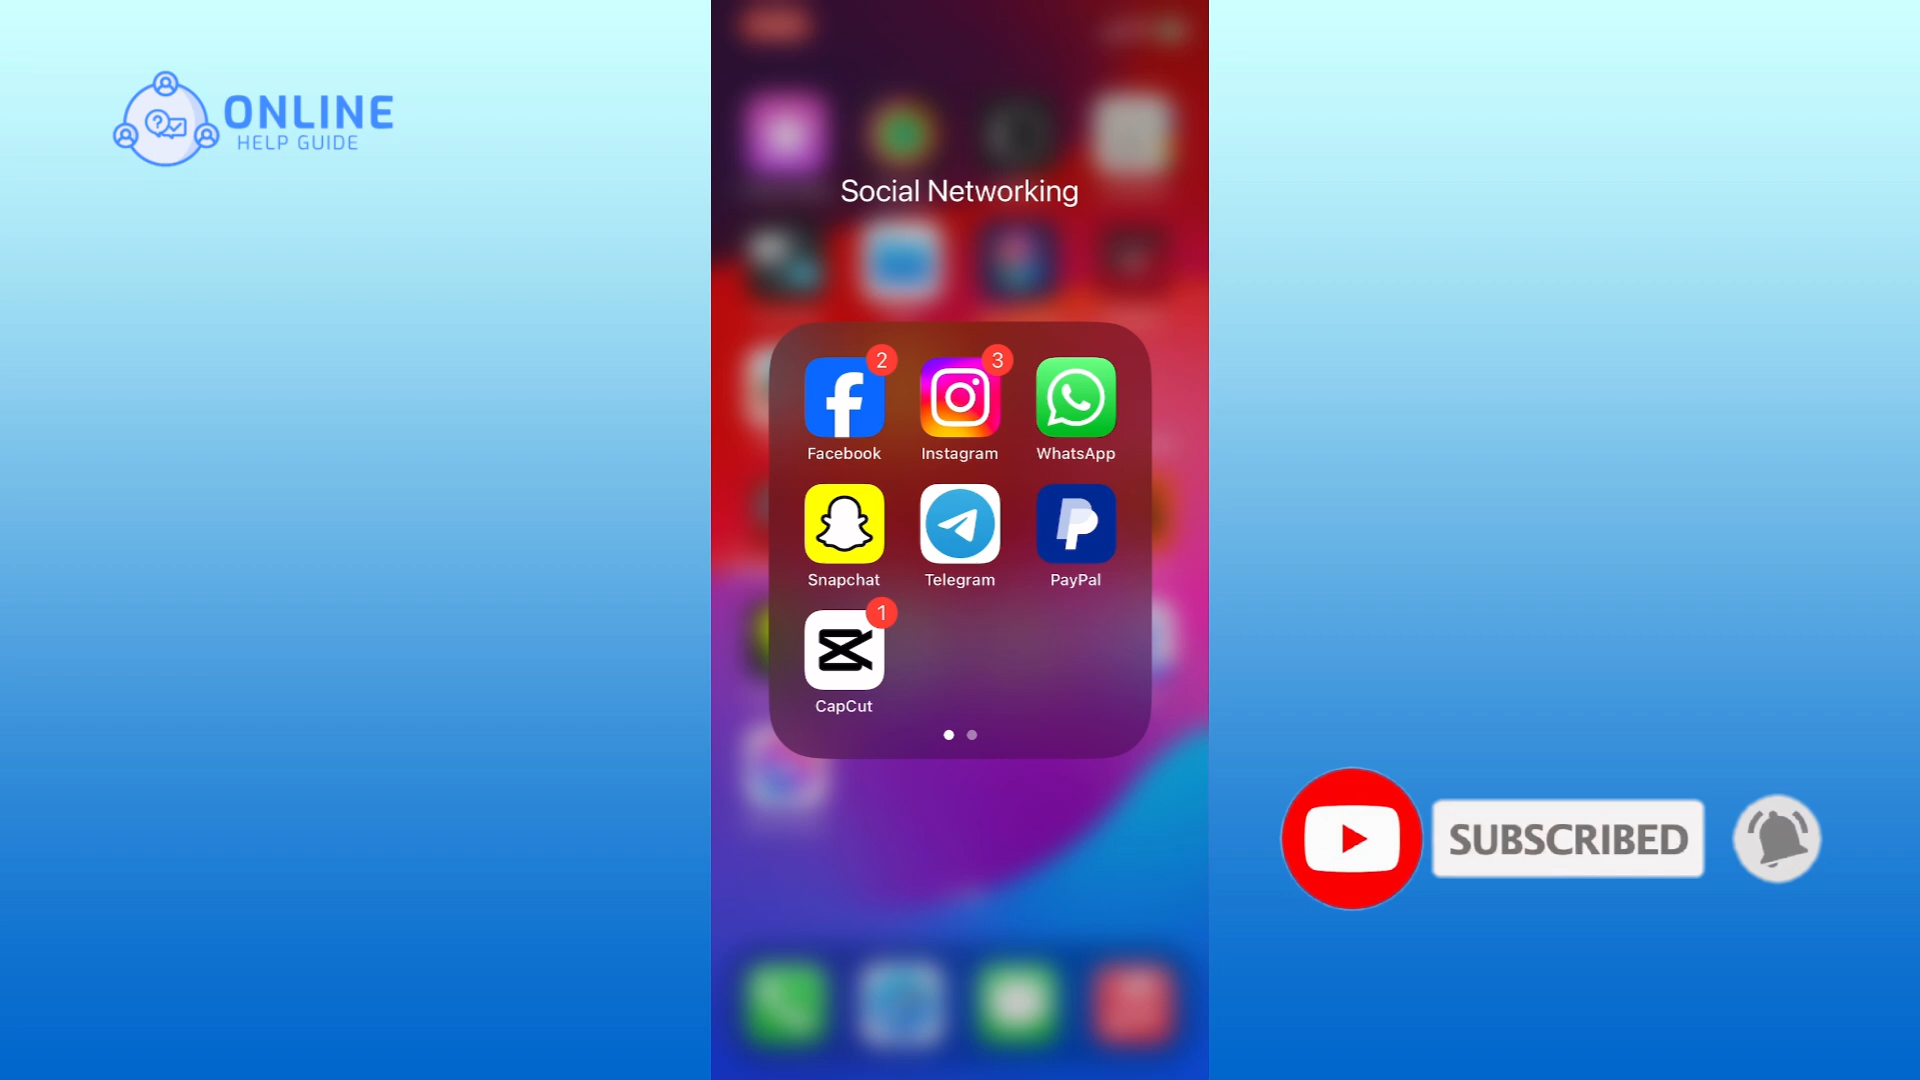 ONLINE
HELP GUIDE
Social Networking
2
3
Facebook
Instagram
WhatsApp
Snapchat
Telegram
PayPal
1
CapCut
SUBSCRIBED